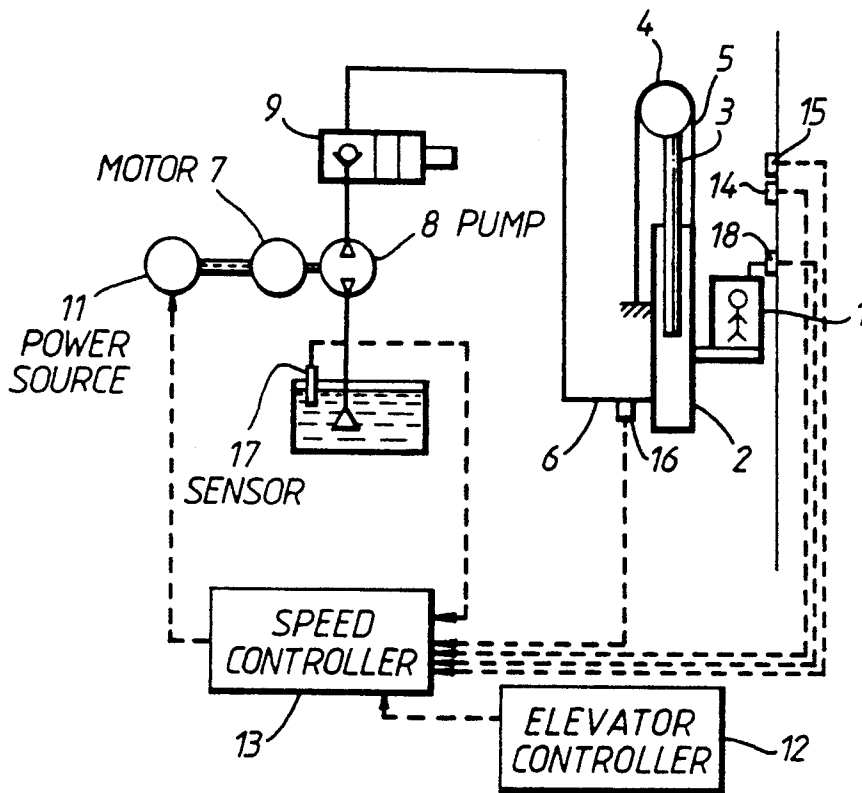 4
5
3
15
14
18
1
9
MOTOR 7
8 PUMP
11
POWER
SOURCE
17
SENSOR
6
16
2
SPEED
CONTROLLER
13
ELEVATOR
CONTROLLER
12